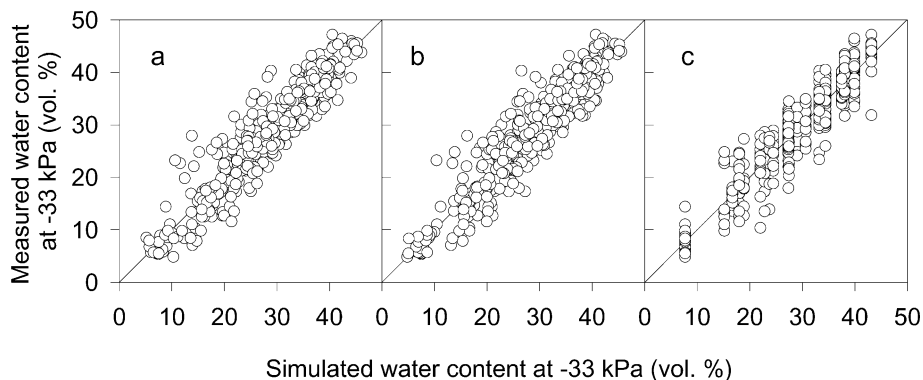 Measured water content
at -33 kPa (vol. %)
50
40
30
20
10
0
a
b
c
0 10 20 30 40 0 10 20 30 40 0 10 20 30 40 50
Simulated water content at -33 kPa (vol. %)